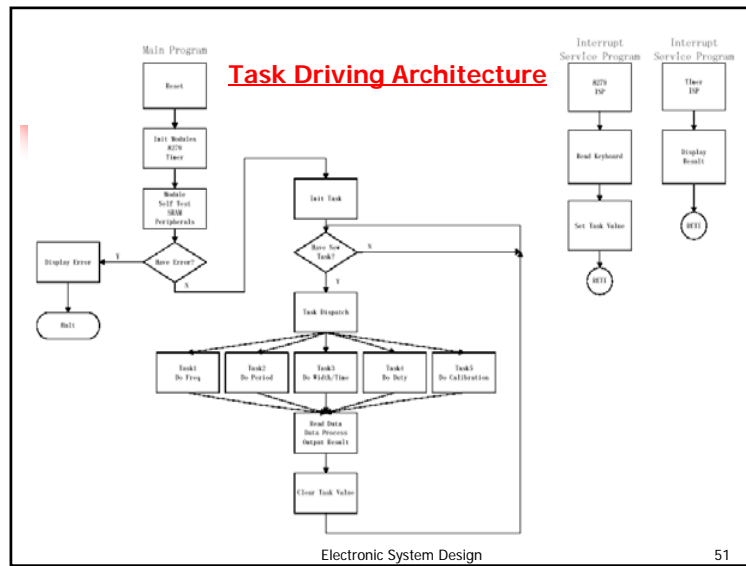 Main Program
Task Driving Architecture
Interrupt
Service Program
Interrupt
Service Program
Reset
8279
ISP
Timer
ISP
Init Modules
8279
Timer
Read Keyboard
Display
Result
Module
Self Test
SRAM
Peripherals
Init Task
Set Task Value
RETI
Display Error
Y
Have Error?
N
Have New
Task?
N
RETI
Y
Halt
Task Dispatch
Task1
Do Freq
Task2
Do Period
Task3
Do Width/Time
Task4
Do Duty
Task5
Do Calibration
Read Data
Data Process
Output Result
Clear Task Value
Electronic System Design
51